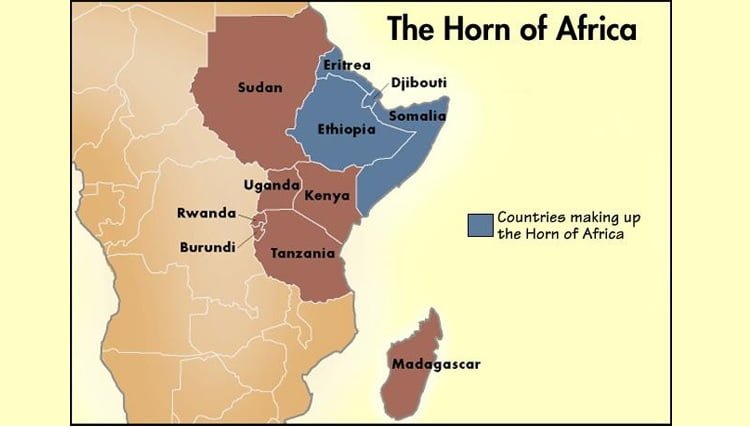 The Horn of Africa
Eritrea
Djibouti
Sudan
Somalia
Ethiopia
Uganda
Kenya
Rwanda
Countries making up
the Horn of Africa
Burundi
Tanzania
Madagascar